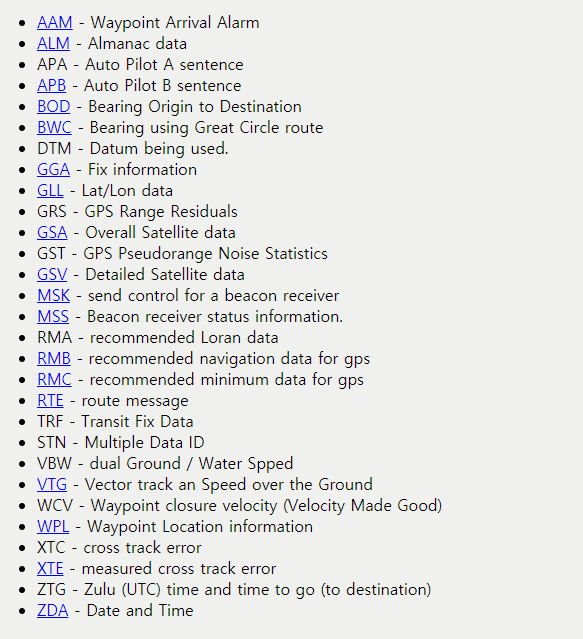 AAM - Waypoint Arrival Alarm
ALM - Almanac data
APA - Auto Pilot A sentence
APB - Auto Pilot B sentence
BOD - Bearing Origin to Destination
BWC - Bearing using Great Circle route
DTM - Datum being used.
GGA - Fix information
GLL - Lat/Lon data
GRS - GPS Range Residuals
GSA - Overall Satellite data
GST - GPS Pseudorange Noise Statistics
GSV - Detailed Satellite data
MSK - send control for a beacon receiver
MSS - Beacon receiver status information.
RMA - recommended Loran data
RMB - recommended navigation data for gps
RMC - recommended minimum data for gps
RTE - route message
TRF - Transit Fix Data
STN - Multiple Data ID
VBW - dual Ground / Water Spped
VTG - Vector track an Speed over the Ground
WCV - Waypoint closure velocity (Velocity Made Good)
WPL - Waypoint Location information
XTC - cross track error
XTE - measured cross track error
ZTG - Zulu (UTC) time and time to go (to destination)
ZDA - Date and Time